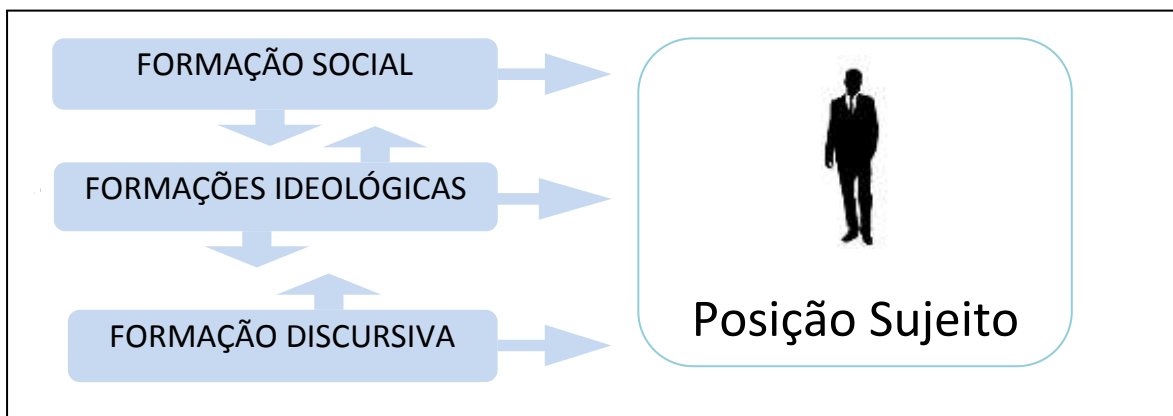 FORMAÇÃO SOCIAL
FORMAÇÕES IDEOLÓGICAS
FORMAÇÃO DISCURSIVA
Posição Sujeito